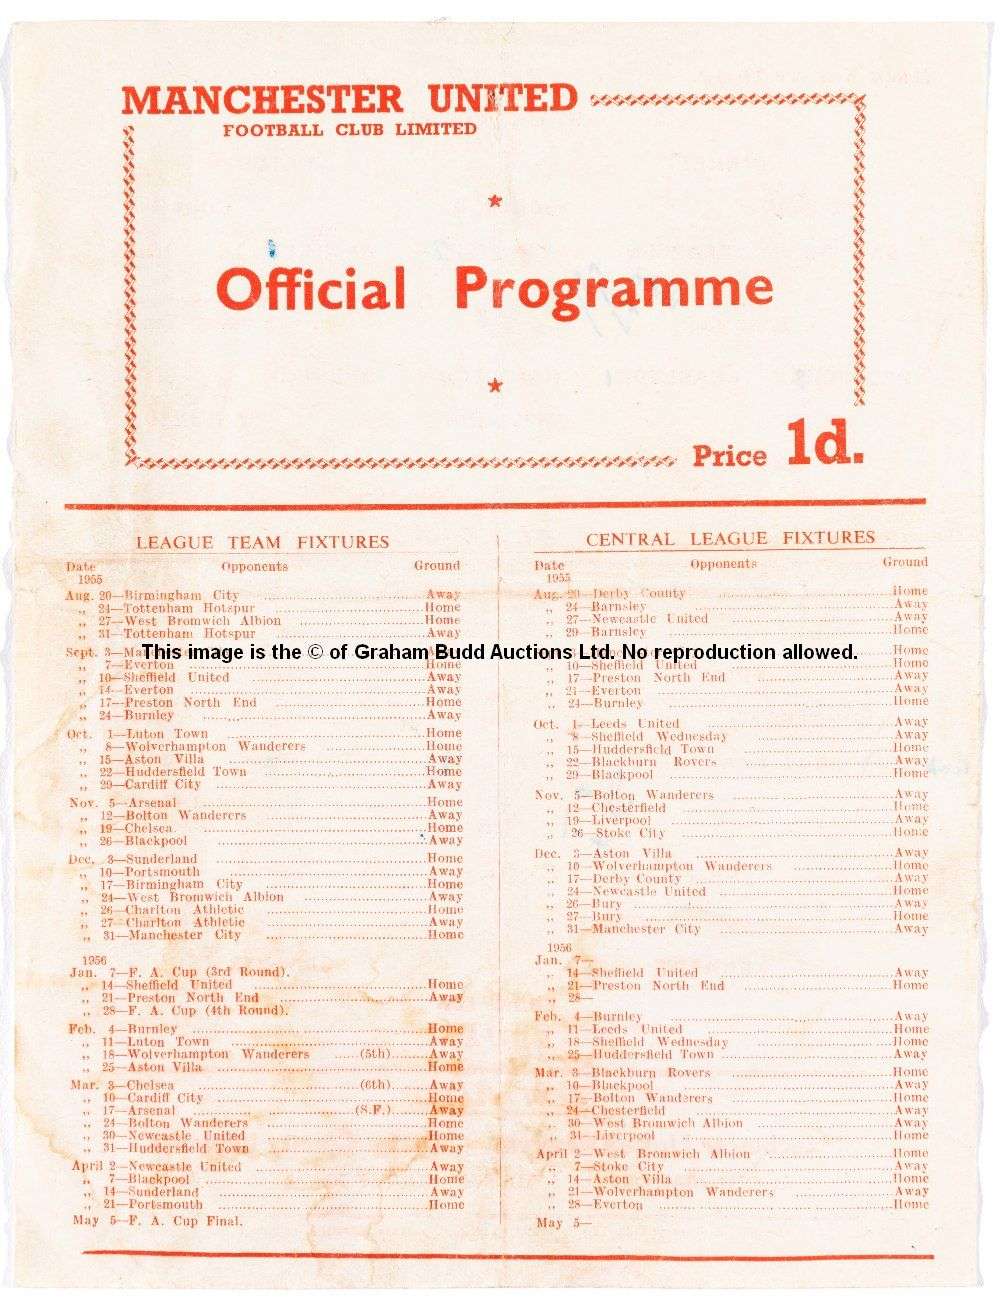 MANCHESTER UNITED
FOOTBALL CLUB LIMITED
Official Programme
Price 1d.
LEAGUE TEAM FIXTURES
Date Opponents Ground
1955
Aug. 20—Birmingham City Away
„ 24—Tottenham Hotspur Home
„ 27—West Bromwich Albion Home
„ 31—Tottenham Hotspur Away
Sept. 3—Man
„ 7—Everton Home
„ 10—Sheffield United Away
„ 14—Everton Away
„ 17—Preston North End Home
„ 24—Burnley Away
Oct. 1—Luton Town Home
„ 8—Wolverhampton Wanderers Home
„ 15—Aston Villa Away
„ 22—Huddersfield Town Home
„ 29—Cardiff City Away
Nov. 5—Arsenal Home
„ 12—Bolton Wanderers Away
„ 19—Chelsea Home
„ 26—Blackpool Away
Dec. 3—Sunderland Home
„ 10—Portsmouth Away
„ 17—Birmingham City Home
„ 24—West Bromwich Albion Away
„ 26—Charlton Athletic Home
„ 27—Charlton Athletic Away
„ 31—Manchester City Home
1956
Jan. 7—F. A. Cup (3rd Round).
„ 14—Sheffield United Home
„ 21—Preston North End Away
„ 28—F. A. Cup (4th Round).
Feb. 4—Burnley Home
„ 11—Luton Town Away
„ 18—Wolverhampton Wanderers (5th) Away
„ 25—Aston Villa Home
Mar. 3—Chelsea (6th) Away
„ 10—Cardiff City Home
„ 17—Arsenal (S.F.) Away
„ 24—Bolton Wanderers Home
„ 30—Newcastle United Home
„ 31—Huddersfield Town Away
April 2—Newcastle United Away
„ 7—Blackpool Home
„ 14—Sunderland Away
„ 21—Portsmouth Home
May 5—F. A. Cup Final.
CENTRAL LEAGUE FIXTURES
Date Opponents Ground
1955
Aug. 20—Derby County Home
„ 24—Barnsley Away
„ 27—Newcastle United Away
„ 29—Barnsley Home
Home
„ 10—Sheffield United Home
„ 17—Preston North End Away
„ 21—Everton Away
„ 24—Burnley Home
Oct. 1—Leeds United Away
„ 8—Sheffield Wednesday Away
„ 15—Huddersfield Town Home
„ 22—Blackburn Rovers Away
„ 29—Blackpool Home
Nov. 5—Bolton Wanderers Away
„ 12—Chesterfield Home
„ 19—Liverpool Away
„ 26—Stoke City Home
Dec. 3—Aston Villa Away
„ 10—Wolverhampton Wanderers Home
„ 17—Derby County Away
„ 24—Newcastle United Home
„ 26—Bury Away
„ 27—Bury Home
„ 31—Manchester City Away
1956
Jan. 7—
„ 14—Sheffield United Away
„ 21—Preston North End Home
„ 28—
Feb. 4—Burnley Away
„ 11—Leeds United Home
„ 18—Sheffield Wednesday Home
„ 25—Huddersfield Town Away
Mar. 3—Blackburn Rovers Home
„ 10—Blackpool Away
„ 17—Bolton Wanderers Home
„ 24—Chesterfield Away
„ 30—West Bromwich Albion Away
„ 31—Liverpool Home
April 2—West Bromwich Albion Home
„ 7—Stoke City Away
„ 14—Aston Villa Home
„ 21—Wolverhampton Wanderers Away
„ 28—Everton Home
May 5—
This image is the © of Graham Budd Auctions Ltd. No reproduction allowed.